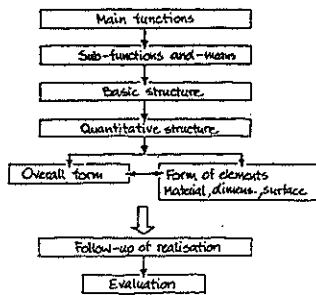 Main functions
Sub-functions and means
Basic structure
Quantitative structure
Overall form
Form of elements
Material, dimens., surface
Follow-up of realisation
Evaluation